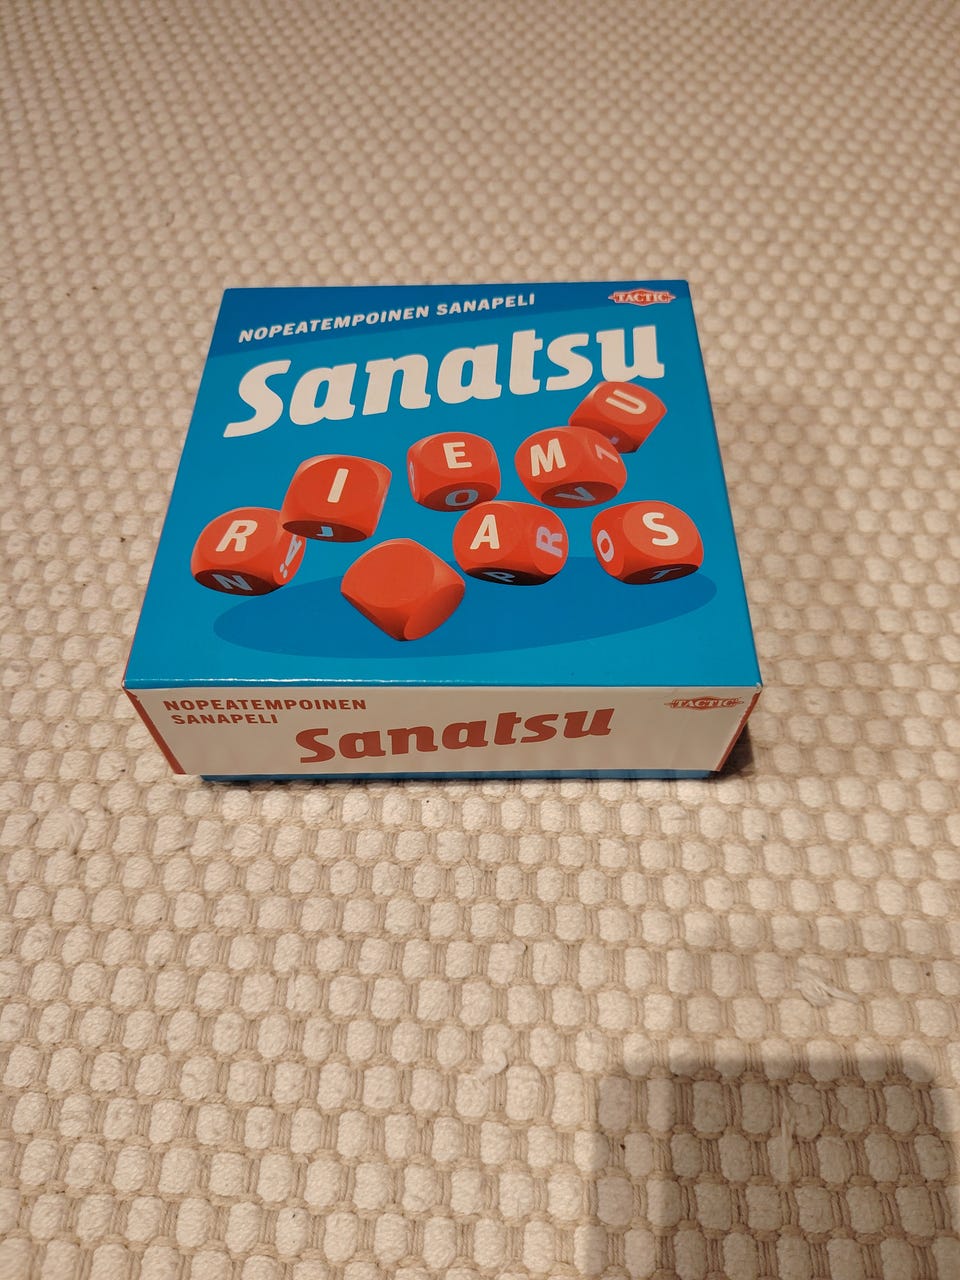 NOPEATEMPOINEN SANAPELI
TACTIC
Sanatsu
U
I
E
M
O
V
R
A
R
S
O
N
Ä
P
T
NOPEATEMPOINEN
SANAPELI
Sanatsu
TACTIC